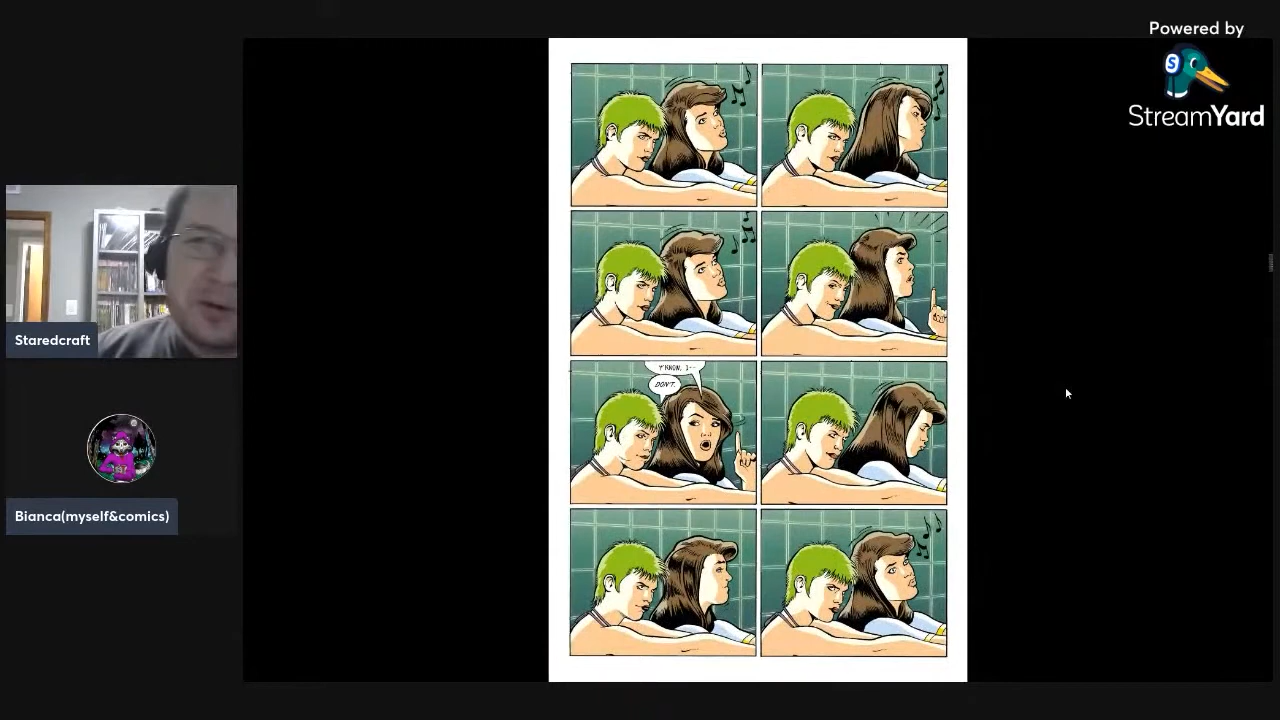 Powered by
S
StreamYard
Staredcraft
Y'KNOW, I--
DON'T.
Bianca(myself&comics)